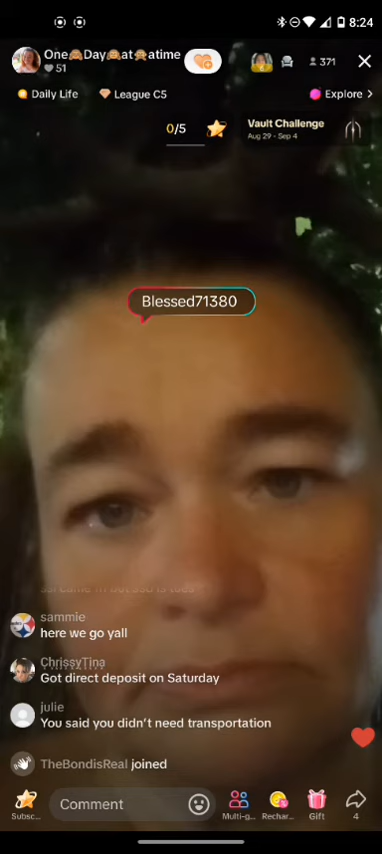 8:24
One🙈Day🙉at🙊atime
51
371
Daily Life
League C5
Explore >
0/5
Vault Challenge
Aug 29 - Sep 4
Blessed71380
sammie
here we go yall
ChrissyTina
Got direct deposit on Saturday
julie
You said you didn't need transportation
TheBondisReal joined
Subsc...
Comment
Multi-g...
Rechar...
Gift
4